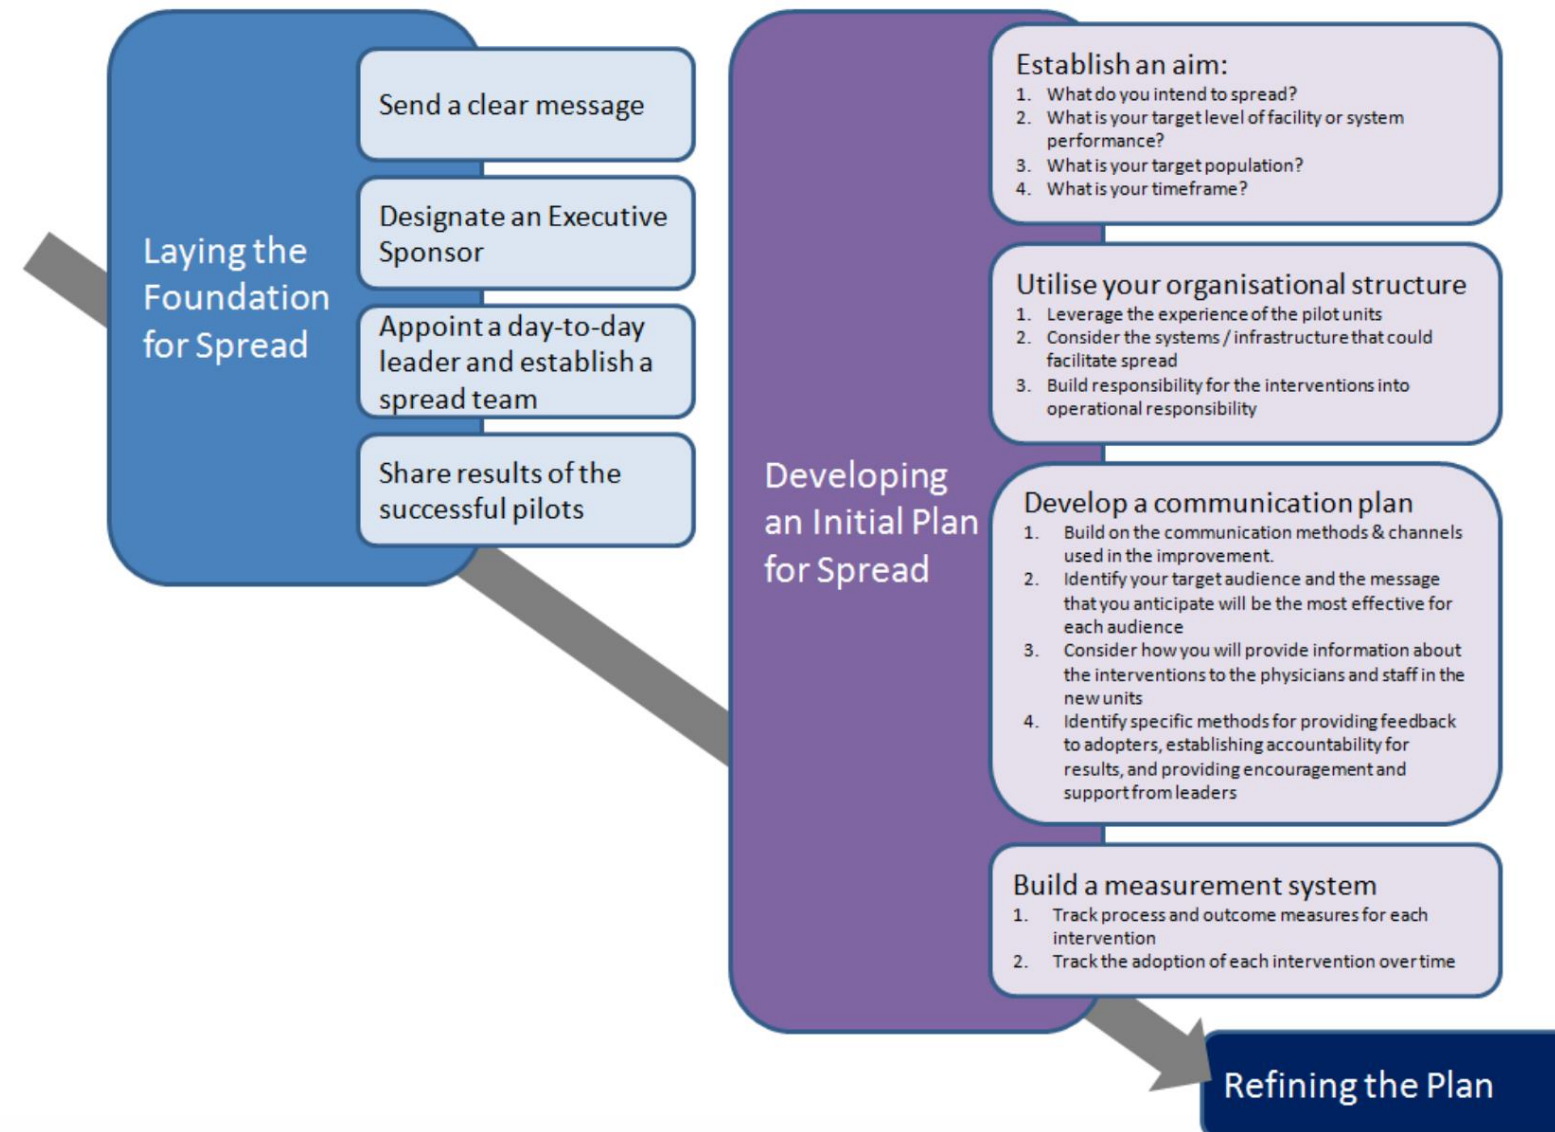 Laying the
Foundation
for Spread
Send a clear message
Designate an Executive
Sponsor
Appoint a day-to-day
leader and establish a
spread team
Share results of the
successful pilots
Developing
an Initial Plan
for Spread
Establish an aim:
1. What do you intend to spread?
2. What is your target level of facility or system
performance?
3. What is your target population?
4. What is your timeframe?
Utilise your organisational structure
1. Leverage the experience of the pilot units
2. Consider the systems / infrastructure that could
facilitate spread
3. Build responsibility for the interventions into
operational responsibility
Develop a communication plan
1. Build on the communication methods & channels
used in the improvement.
2. Identify your target audience and the message
that you anticipate will be the most effective for
each audience
3. Consider how you will provide information about
the interventions to the physicians and staff in the
new units
4. Identify specific methods for providing feedback
to adopters, establishing accountability for
results, and providing encouragement and
support from leaders
Build a measurement system
1. Track process and outcome measures for each
intervention
2. Track the adoption of each intervention over time
Refining the Plan